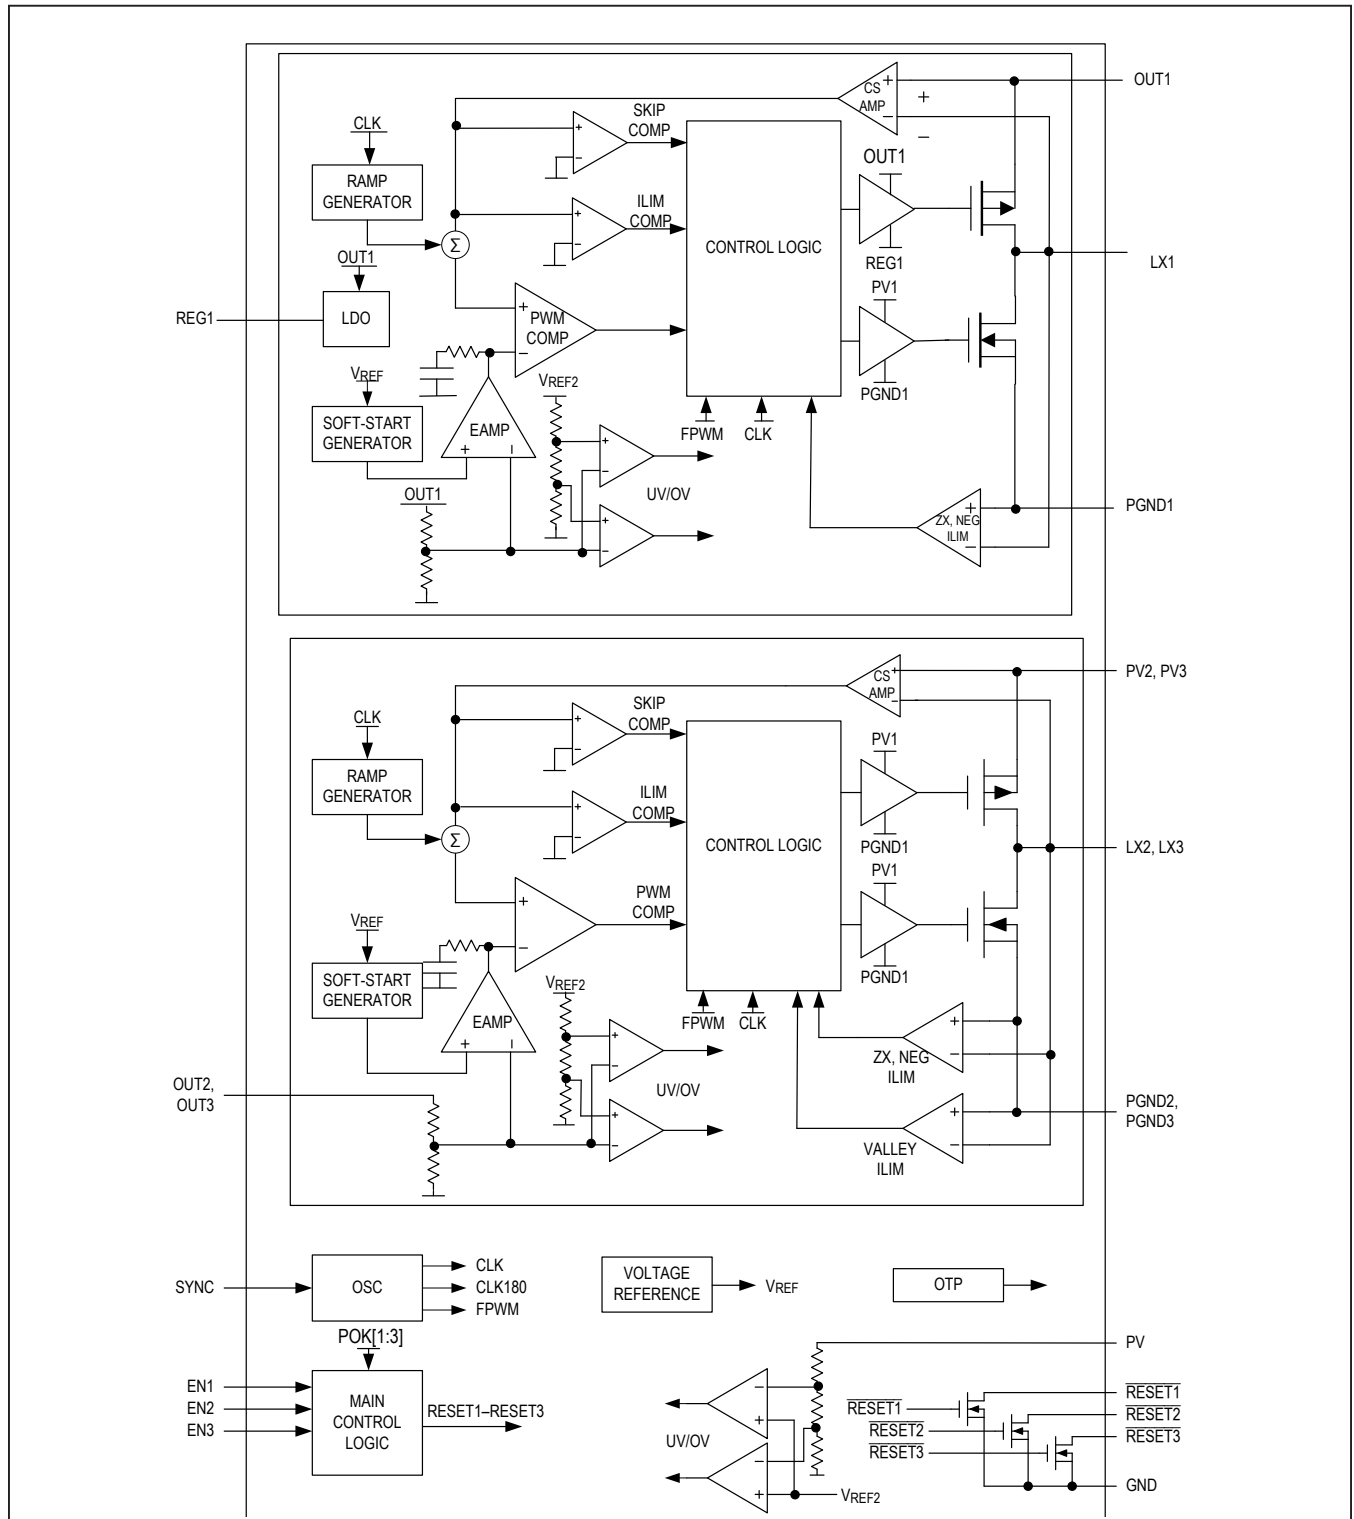 OUT1
CS
+
AMP
−
+
−
SKIP
COMP
+
−
CLK
RAMP
GENERATOR
OUT1
ILIM
COMP
+
−
CONTROL LOGIC
Σ
REG1
LX1
OUT1
LDO
REG1
PV1
+
PWM
COMP
−
VREF
VREF2
PGND1
SOFT-START
GENERATOR
EAMP
+ −
FPWM
CLK
+
−
OUT1
UV/OV
+
−
+
ZX, NEG
ILIM
−
PGND1
CS
+
AMP
−
PV2, PV3
SKIP
COMP
+
−
CLK
PV1
RAMP
GENERATOR
ILIM
COMP
+
−
CONTROL LOGIC
Σ
PGND1
LX2, LX3
PV1
PWM
COMP
+
−
VREF
SOFT-START
GENERATOR
VREF2
PGND1
EAMP
+ −
FPWM
CLK
+
−
+
−
ZX, NEG
ILIM
OUT2,
OUT3
UV/OV
+
−
+
−
VALLEY
ILIM
PGND2,
PGND3
SYNC
OSC
CLK
CLK180
FPWM
VOLTAGE
REFERENCE
VREF
OTP
POK[1:3]
PV
EN1
EN2
EN3
MAIN
CONTROL
LOGIC
RESET1–RESET3
−
+
UV/OV
−
+
VREF2
RESET1
RESET1
RESET2
RESET2
RESET3
RESET3
GND